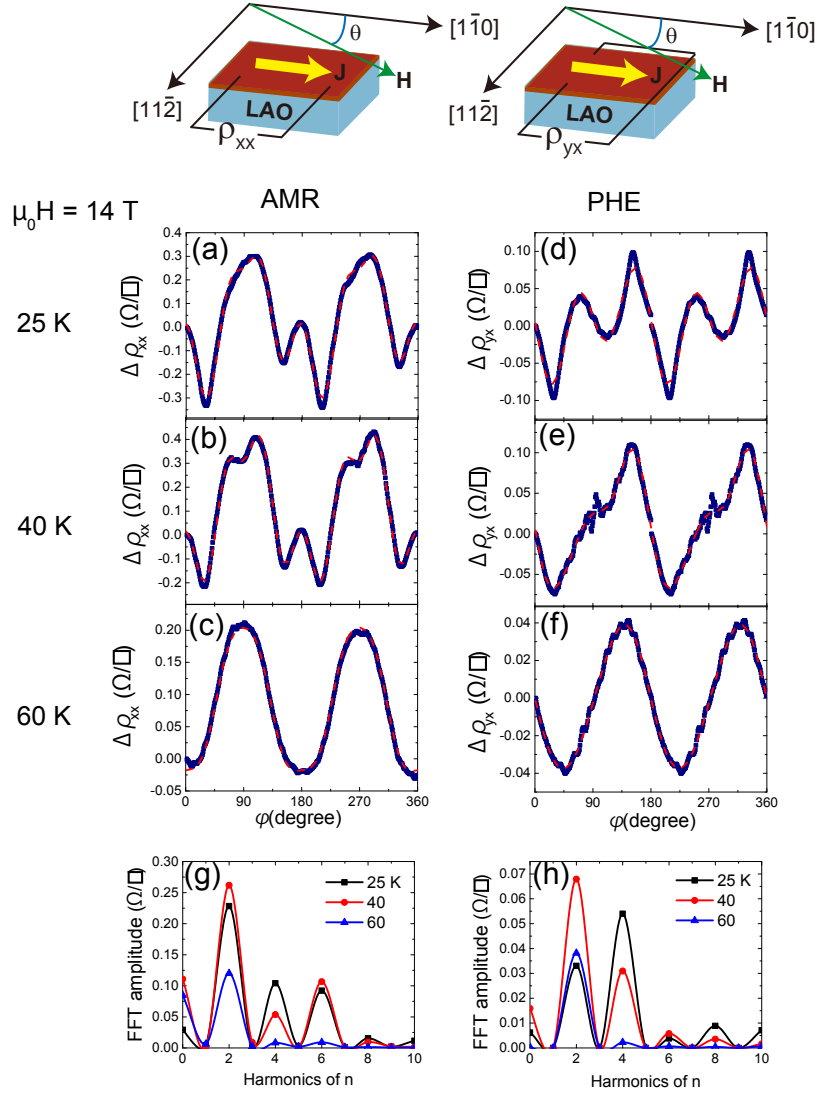 θ
[11̄0]
J
H
[112̄]
LAO
ρxx
θ
[11̄0]
J
H
[112̄]
LAO
ρyx
μ0H = 14 T
AMR
PHE
25 K
(a)
0.4
0.3
0.2
0.1
0.0
-0.1
-0.2
-0.3
Δ ρxx (Ω/□)
(d)
0.10
0.05
0.00
-0.05
-0.10
Δ ρyx (Ω/□)
40 K
(b)
0.4
0.3
0.2
0.1
0.0
-0.1
-0.2
Δ ρxx (Ω/□)
(e)
0.10
0.05
0.00
-0.05
Δ ρyx (Ω/□)
60 K
(c)
0.20
0.15
0.10
0.05
0.00
-0.05
Δ ρxx (Ω/□)
0 90 180 270 360
φ(degree)
(f)
0.04
0.02
0.00
-0.02
-0.04
Δ ρyx (Ω/□)
0 90 180 270 360
φ(degree)
(g)
0.30
0.25
0.20
0.15
0.10
0.05
0.00
FFT amplitude (Ω/□)
25 K
40
60
0 2 4 6 8 10
Harmonics of n
(h)
0.07
0.06
0.05
0.04
0.03
0.02
0.01
0.00
FFT amplitude (Ω/□)
25 K
40
60
0 2 4 6 8 10
Harmonics of n